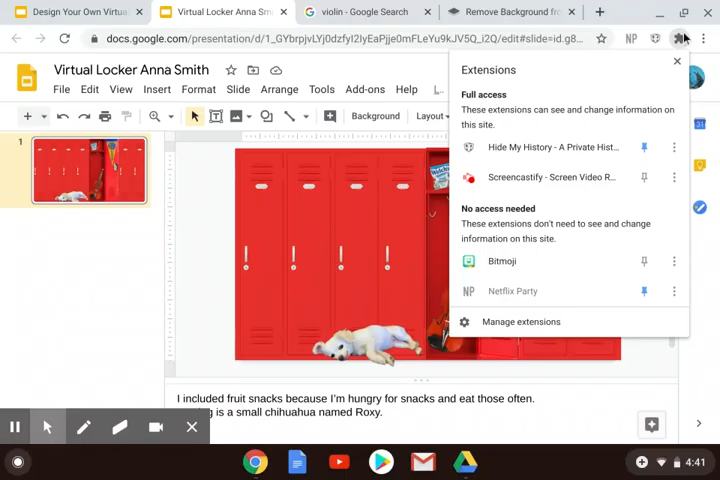 Design Your Own Virtua
Virtual Locker Anna Sm
violin - Google Search
Remove Background fro
docs.google.com/presentation/d/1_GYbrpjvLYj0dzfyI2IyEaPjje0mFLeYu9kJV5Q_i2Q/edit#slide=id.g8...
NP
Virtual Locker Anna Smith
File Edit View Insert Format Slide Arrange Tools Add-ons Help
Background Layout
1
Extensions
Full access
These extensions can see and change information on
this site.
Hide My History - A Private Hist...
Screencastify - Screen Video R...
No access needed
These extensions don't need to see and change
information on this site.
Bitmoji
NP Netflix Party
Manage extensions
31
Welch's
I included fruit snacks because I'm hungry for snacks and eat those often.
g is a small chihuahua named Roxy.
4:41